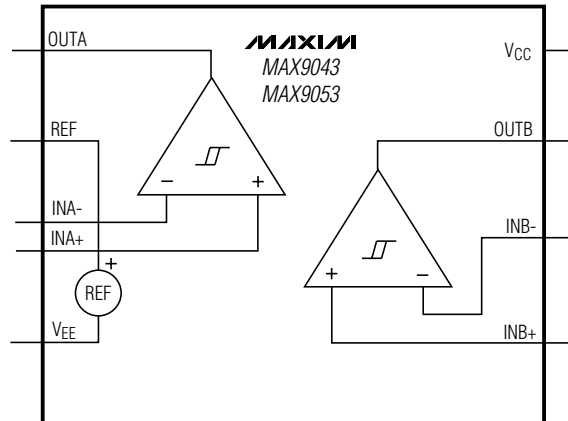 OUTA
MAXIM
MAX9043
MAX9053
VCC
REF
OUTB
− +
INA-
INA+
INB-
+ −
+
REF
VEE
INB+